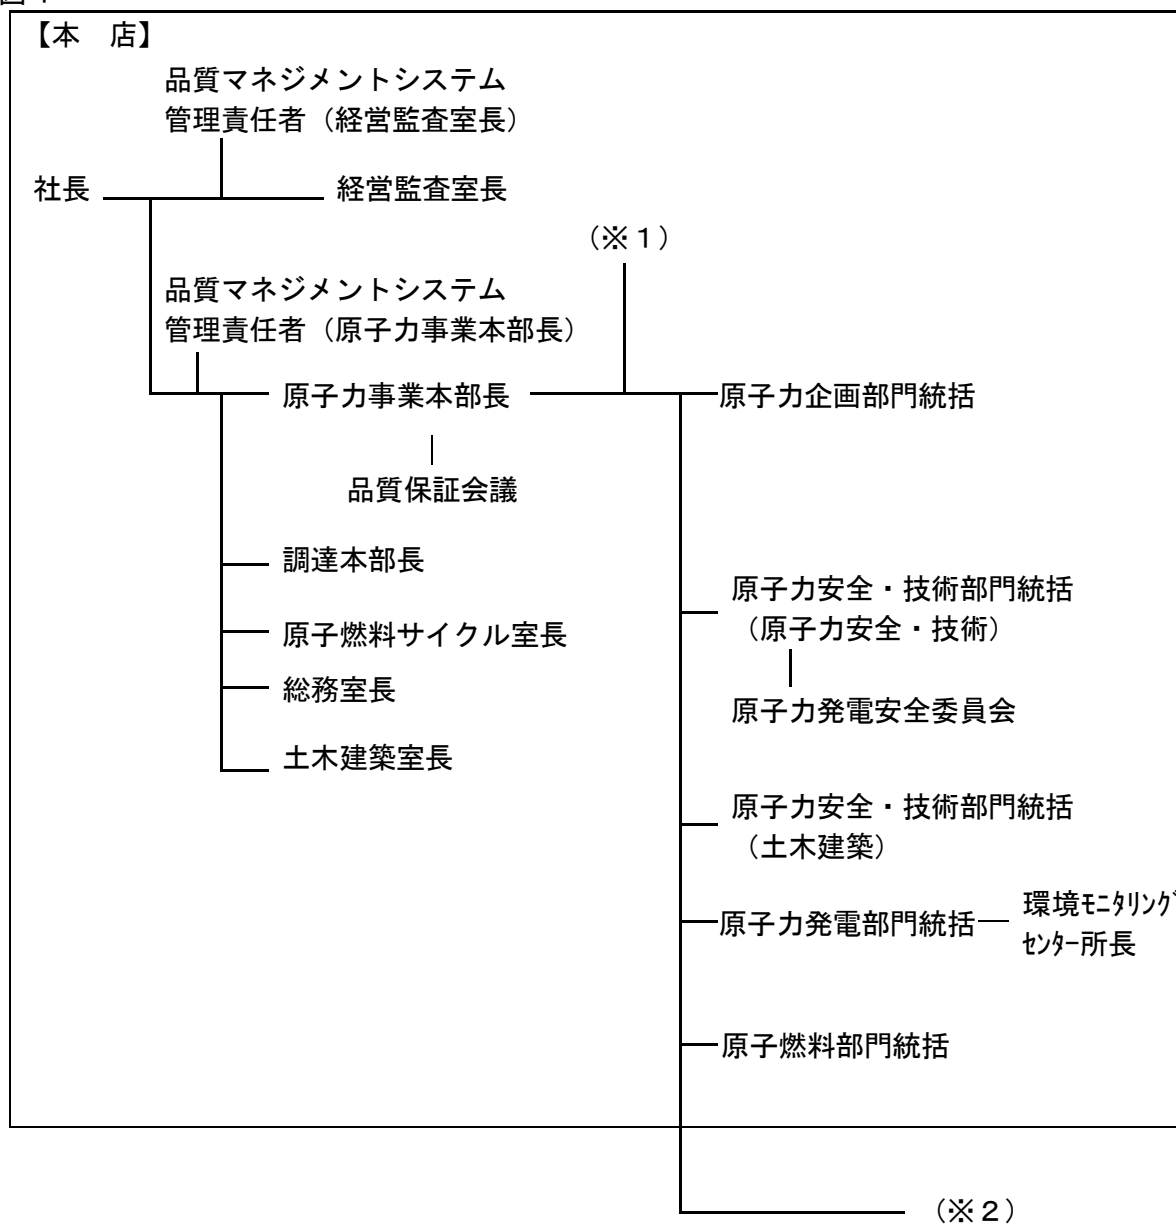 【本　店】
品質マネジメントシステム
管理責任者（経営監査室長）
社長
経営監査室長
（※１）
品質マネジメントシステム
管理責任者（原子力事業本部長）
原子力事業本部長
原子力企画部門統括
品質保証会議
調達本部長
原子燃料サイクル室長
総務室長
土木建築室長
原子力安全・技術部門統括
（原子力安全・技術）
原子力発電安全委員会
原子力安全・技術部門統括
（土木建築）
原子力発電部門統括
環境ﾓﾆﾀﾘﾝｸﾞ
ｾﾝﾀｰ所長
原子燃料部門統括
（※２）